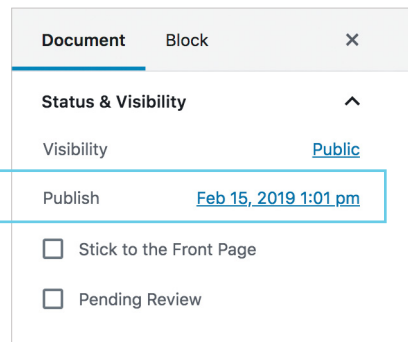 Document Block ×
Status & Visibility
Visibility Public
Publish Feb 15, 2019 1:01 pm
Stick to the Front Page
Pending Review